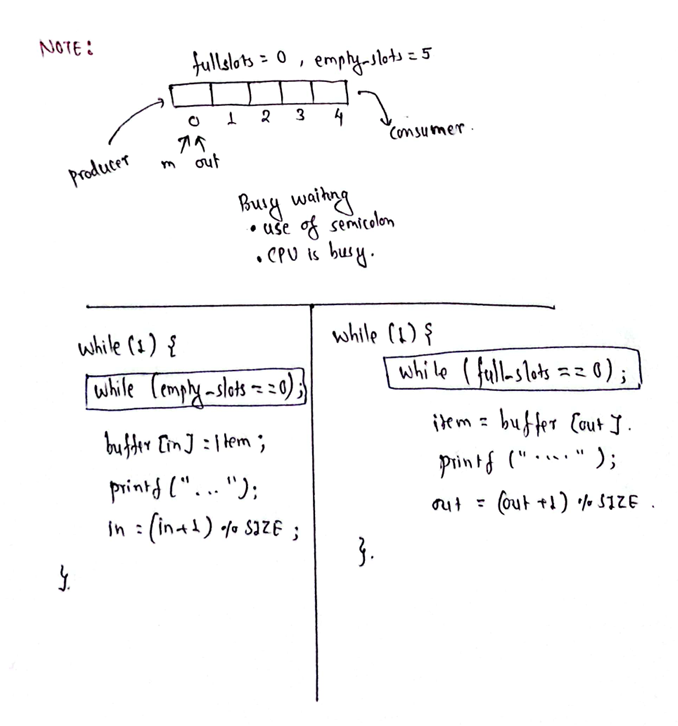 NOTE:
fullslots = 0, empty-slots = 5
0 1 2 3 4
producer
consumer.
in out
Busy waiting
• use of semicolon
• CPU is busy.
while (1) {
while (empty-slots == 0);
buffer [in] = item;
printf ("...");
in = (in+1) % SIZE;
}.
while (1) {
while (full-slots == 0);
item = buffer [out].
printf ("....");
out = (out +1) % SIZE.
}.